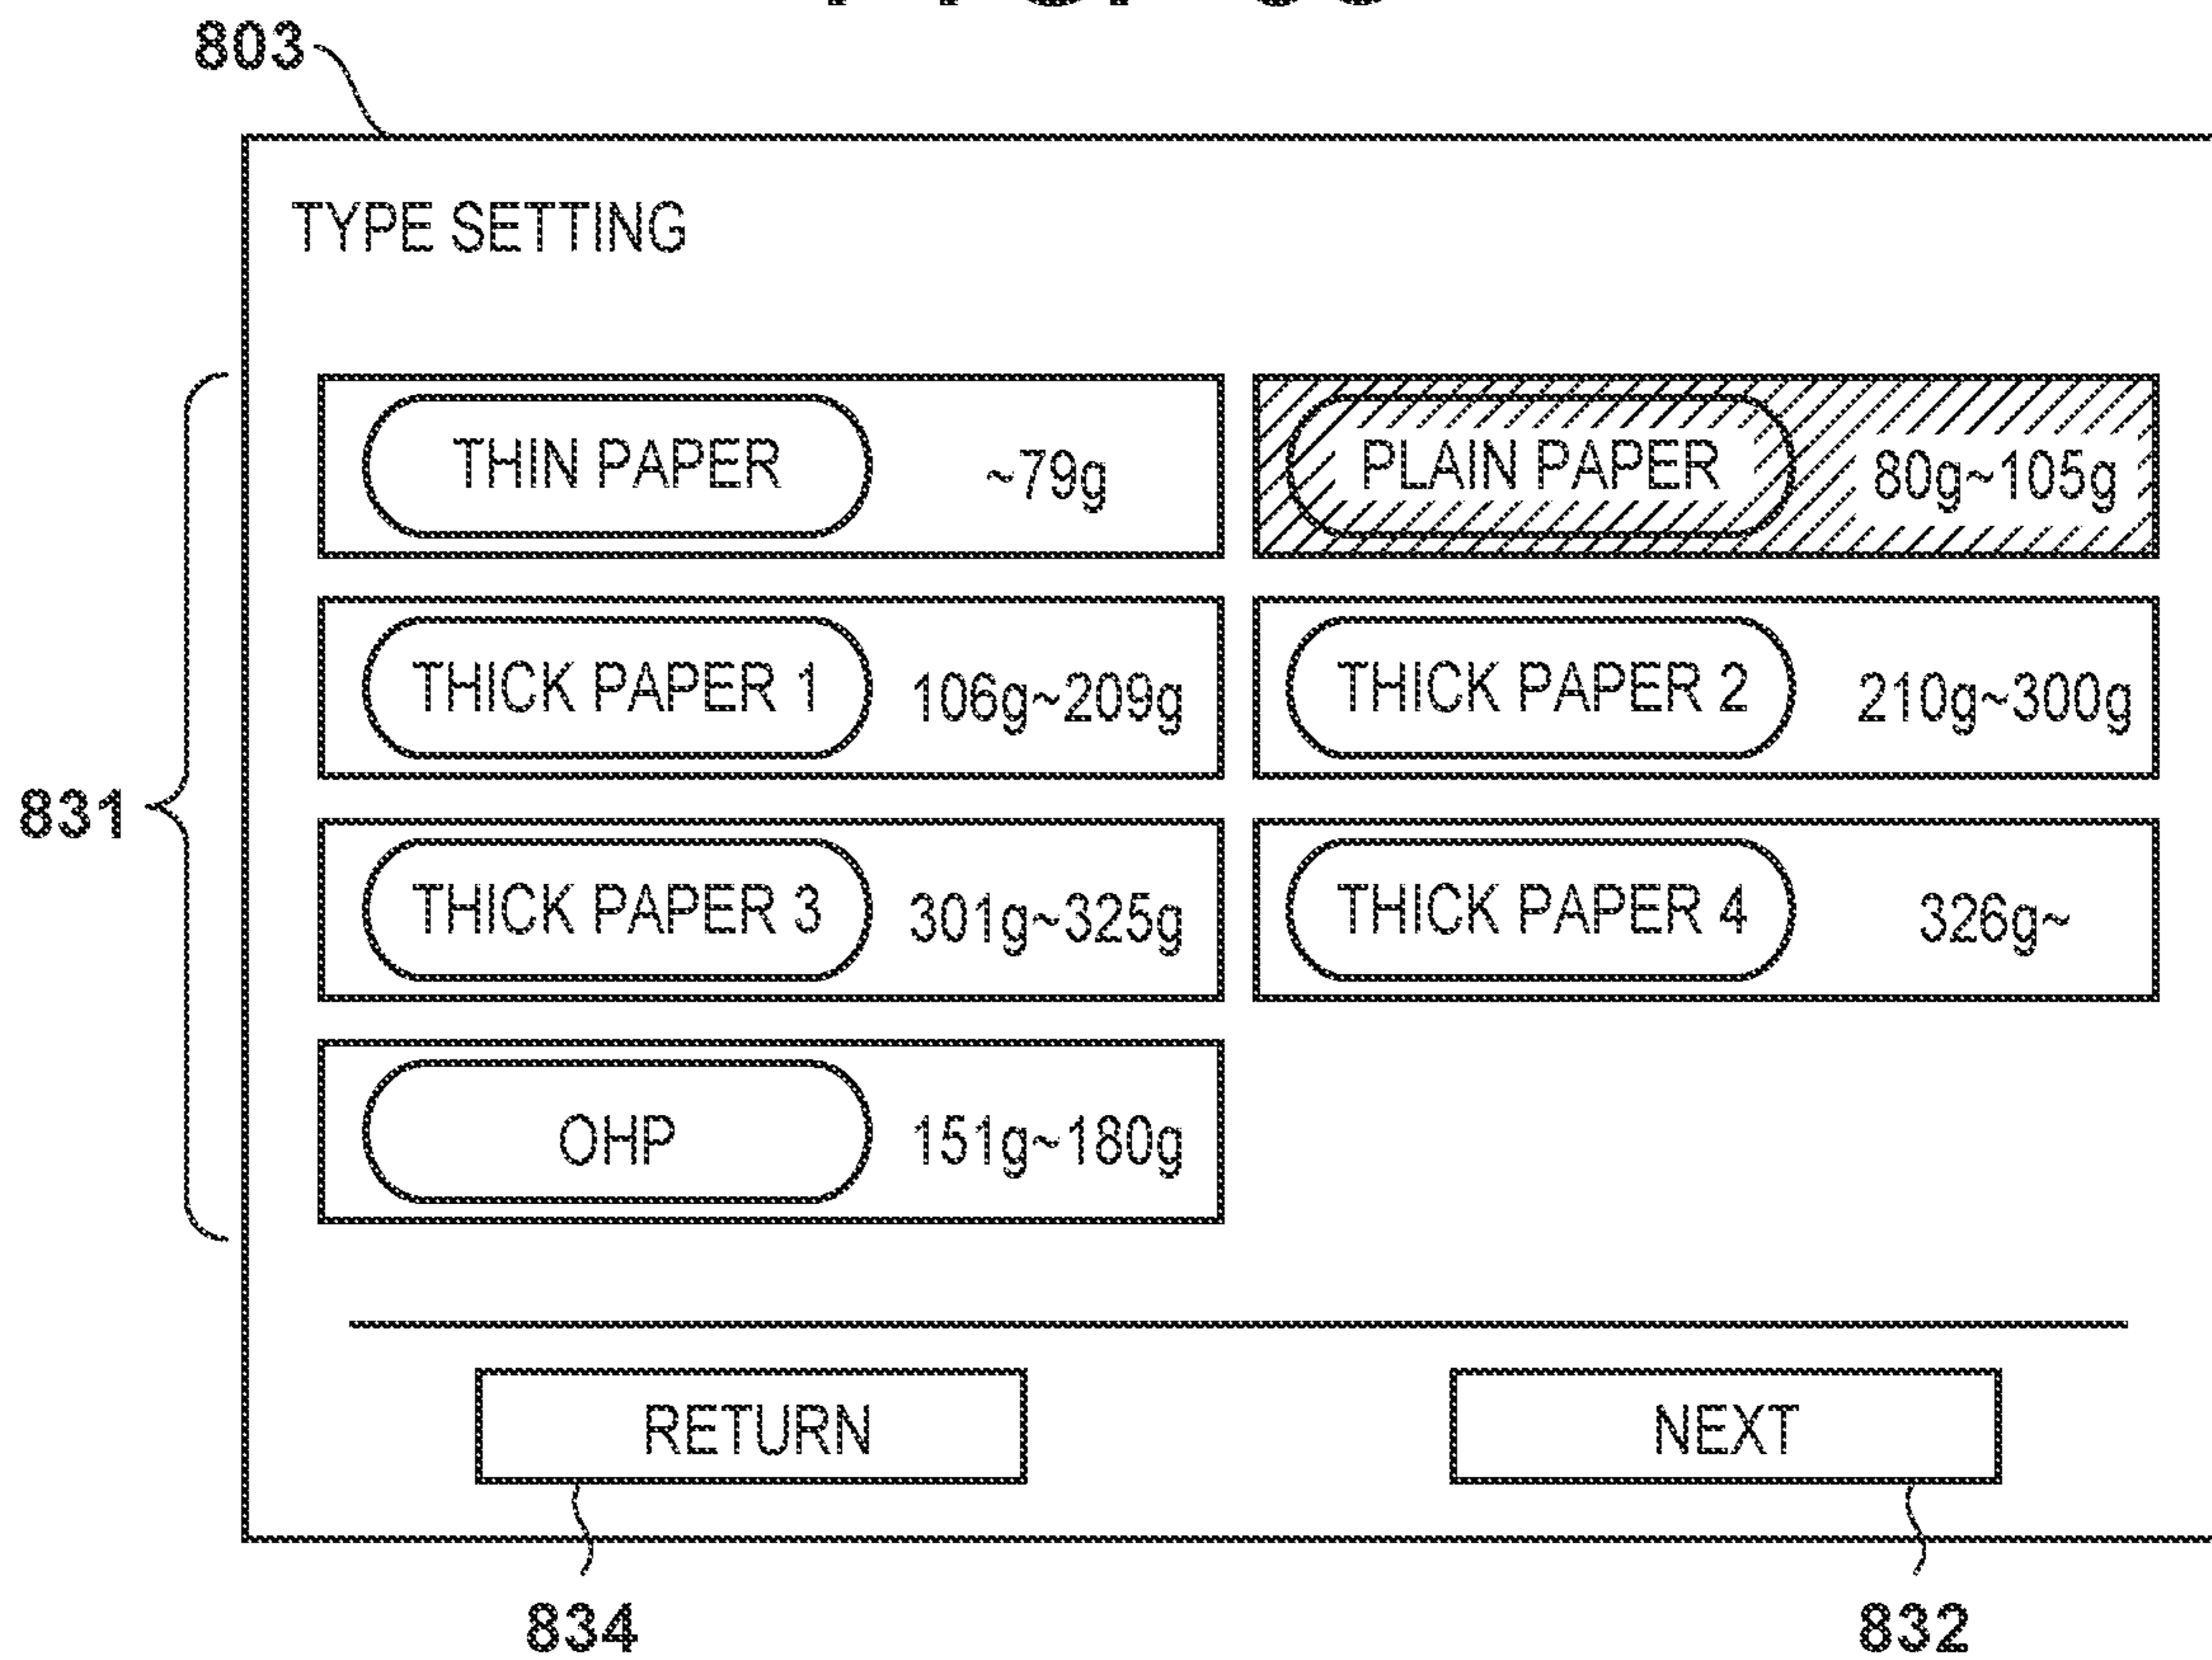 803
TYPE SETTING
THIN PAPER ~79g
PLAIN PAPER 80g~105g
THICK PAPER 1 106g~209g
THICK PAPER 2 210g~300g
831
THICK PAPER 3 301g~325g
THICK PAPER 4 326g~
OHP 151g~180g
RETURN
NEXT
834
832